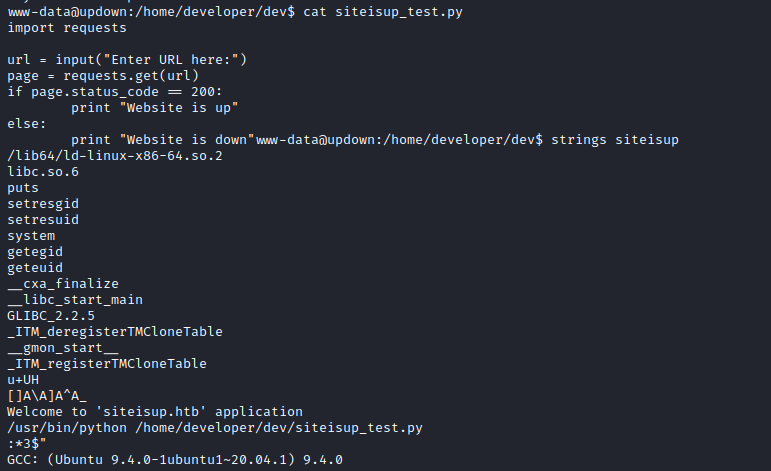 www-data@updown:/home/developer/dev$ cat siteisup_test.py
import requests

url = input("Enter URL here:")
page = requests.get(url)
if page.status_code == 200:
        print "Website is up"
else:
        print "Website is down"www-data@updown:/home/developer/dev$ strings siteisup
/lib64/ld-linux-x86-64.so.2
libc.so.6
puts
setresgid
setresuid
system
getegid
geteuid
__cxa_finalize
__libc_start_main
GLIBC_2.2.5
_ITM_deregisterTMCloneTable
__gmon_start__
_ITM_registerTMCloneTable
u+UH
[]A\A]A^A_
Welcome to 'siteisup.htb' application
/usr/bin/python /home/developer/dev/siteisup_test.py
:*3$"
GCC: (Ubuntu 9.4.0-1ubuntu1~20.04.1) 9.4.0